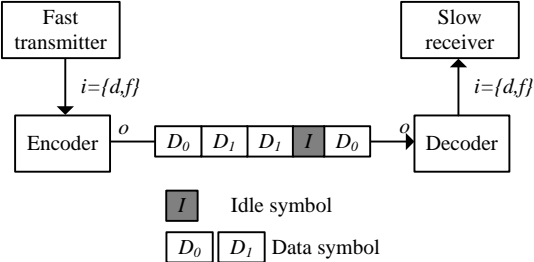 Fast transmitter
Slow receiver
i={d,f}
i={d,f}
Encoder
o
D0 D1 D1 I D0
o
Decoder
I Idle symbol
D0 D1 Data symbol